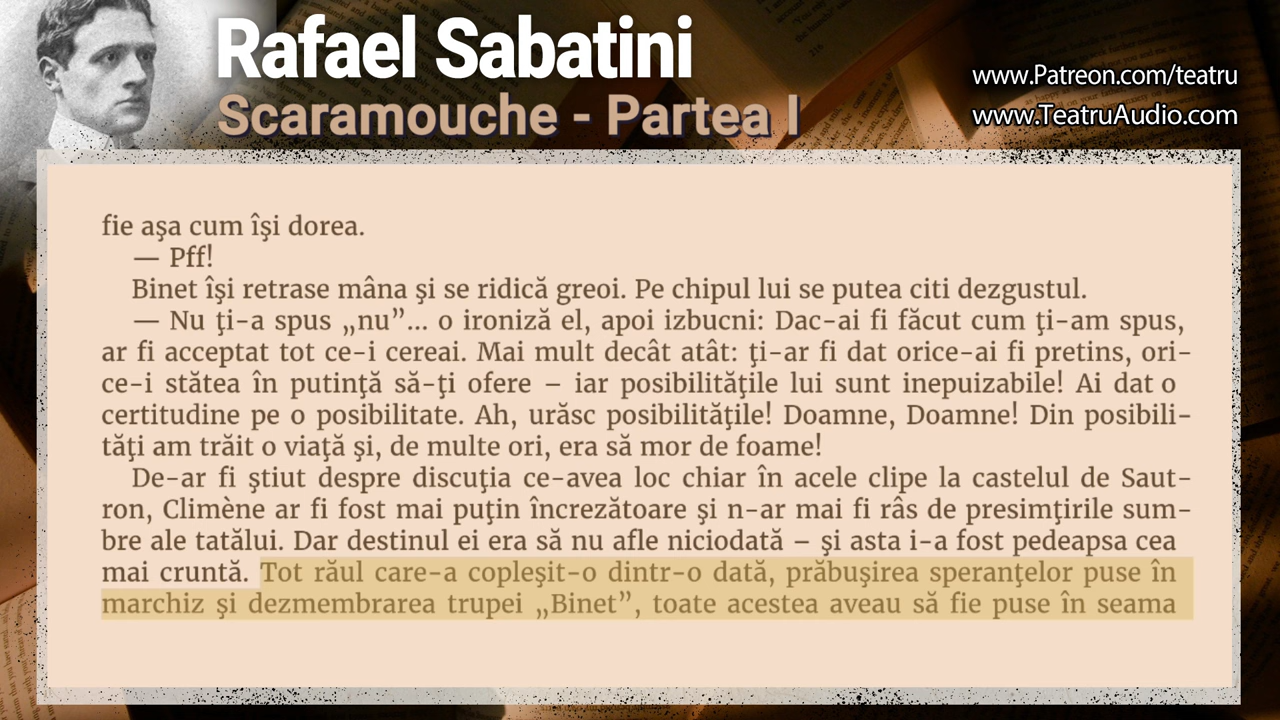 Rafael Sabatini
Scaramouche - Partea I
www.Patreon.com/teatru
www.TeatruAudio.com
fie aşa cum îşi dorea.
— Pff!
Binet îşi retrase mâna şi se ridică greoi. Pe chipul lui se putea citi dezgustul.
— Nu ţi-a spus „nu”... o ironiză el, apoi izbucni: Dac-ai fi făcut cum ţi-am spus,
ar fi acceptat tot ce-i cereai. Mai mult decât atât: ţi-ar fi dat orice-ai fi pretins, ori-
ce-i stătea în putinţă să-ţi ofere – iar posibilităţile lui sunt inepuizabile! Ai dat o
certitudine pe o posibilitate. Ah, urăsc posibilităţile! Doamne, Doamne! Din posibili-
tăţi am trăit o viaţă şi, de multe ori, era să mor de foame!
De-ar fi ştiut despre discuţia ce-avea loc chiar în acele clipe la castelul de Saut-
ron, Climène ar fi fost mai puţin încrezătoare şi n-ar mai fi râs de presimţirile sum-
bre ale tatălui. Dar destinul ei era să nu afle niciodată – şi asta i-a fost pedeapsa cea
mai cruntă. Tot răul care-a copleşit-o dintr-o dată, prăbuşirea speranţelor puse în
marchiz şi dezmembrarea trupei „Binet”, toate acestea aveau să fie puse în seama